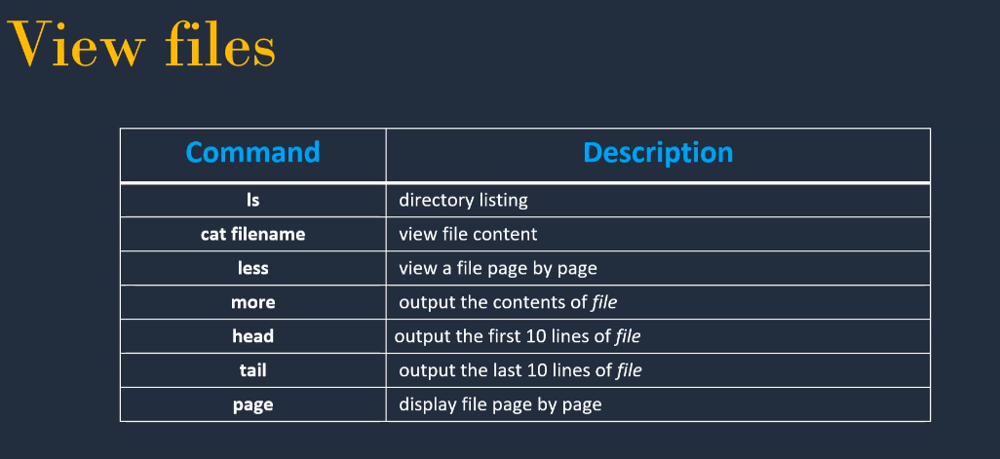 View files
Command Description
ls directory listing
cat filename view file content
less view a file page by page
more output the contents of file
head output the first 10 lines of file
tail output the last 10 lines of file
page display file page by page